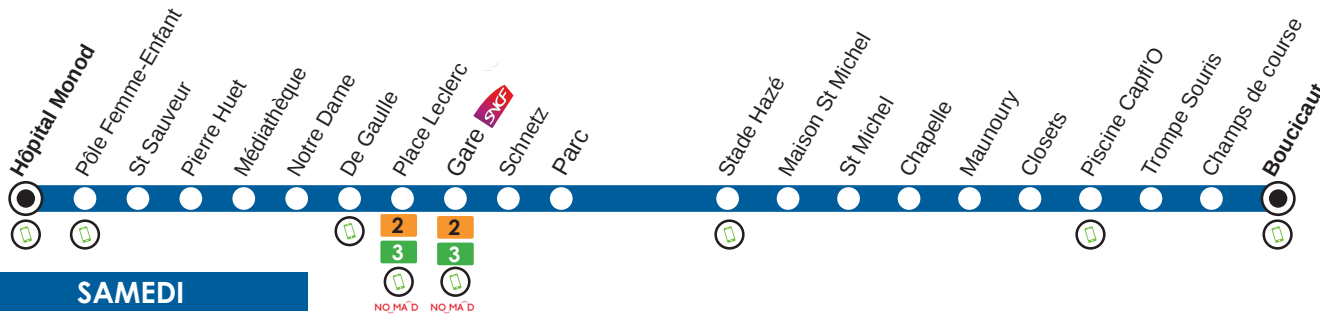 Hôpital Monod
Pôle Femme-Enfant
St Sauveur
Pierre Huet
Médiathèque
Notre Dame
De Gaulle
Place Leclerc
Gare
SNCF
Schnetz
Parc
Stade Hazé
Maison St Michel
St Michel
Chapelle
Maunoury
Closets
Piscine Capfl'O
Trompe Souris
Champs de course
Boucicaut
2
2
3
3
NO_MAD
NO_MAD
SAMEDI